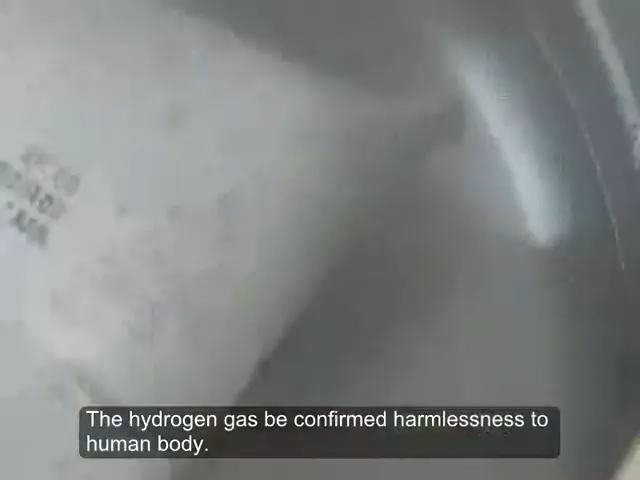 The hydrogen gas be confirmed harmlessness to
human body.